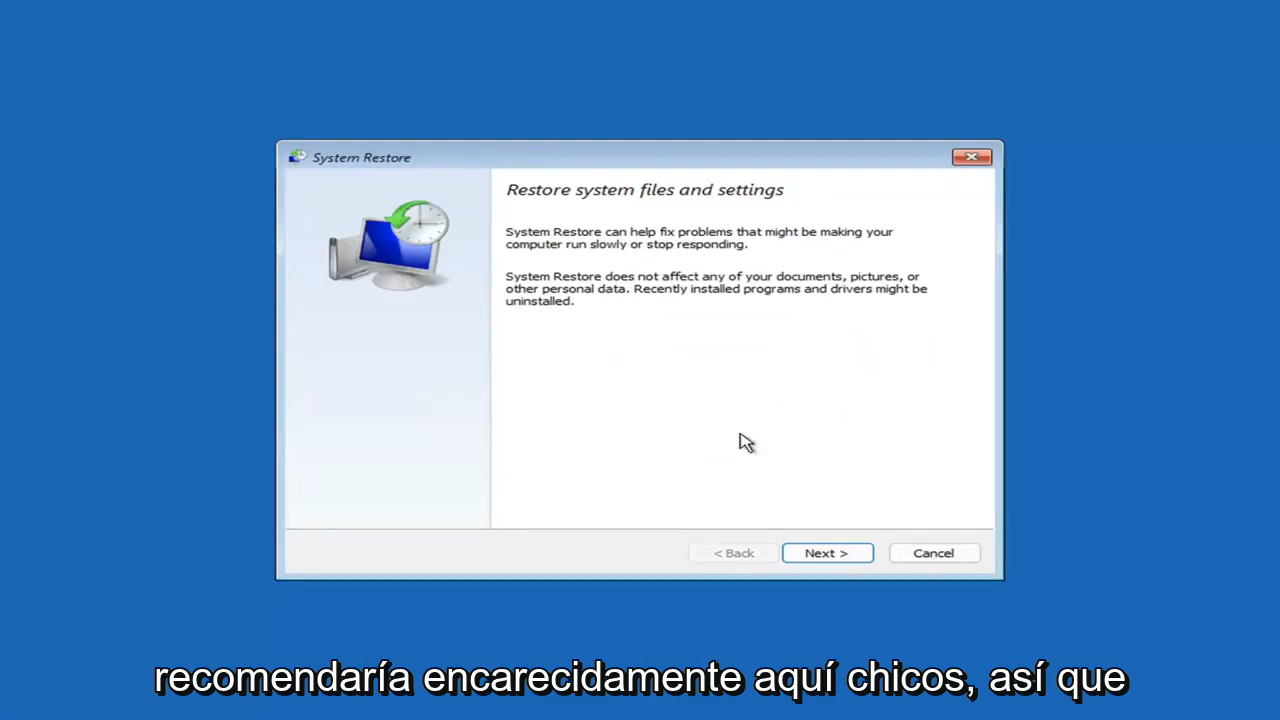 System Restore
Restore system files and settings
System Restore can help fix problems that might be making your
computer run slowly or stop responding.
System Restore does not affect any of your documents, pictures, or
other personal data. Recently installed programs and drivers might be
uninstalled.
< Back
Next >
Cancel
recomendaría encarecidamente aquí chicos, así que